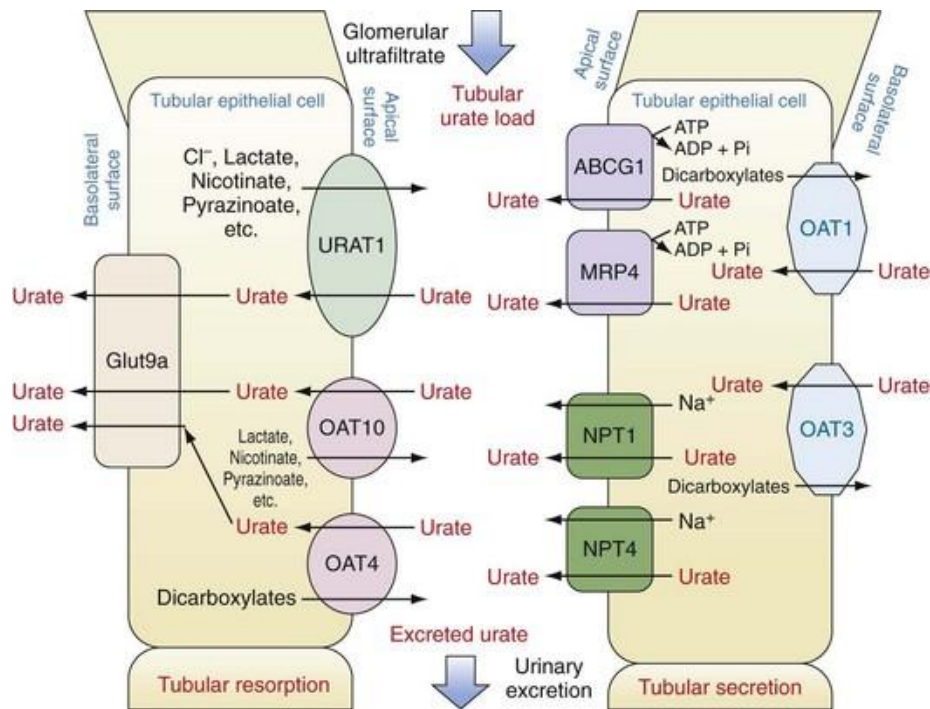 Glomerular
ultrafiltrate
Tubular
urate load
Tubular epithelial cell
Apical
surface
Basolateral
surface
Cl⁻, Lactate,
Nicotinate,
Pyrazinoate,
etc.
URAT1
Urate
Urate
Urate
Glut9a
Urate
Urate
Urate
Urate
OAT10
Lactate,
Nicotinate,
Pyrazinoate,
etc.
Urate
Urate
OAT4
Dicarboxylates
Tubular resorption
Excreted urate
Urinary
excretion
Apical
surface
Tubular epithelial cell
Basolateral
surface
ABCG1
ATP
ADP + Pi
Dicarboxylates
Urate
Urate
OAT1
MRP4
ATP
ADP + Pi
Urate
Urate
Urate
Urate
Urate
Urate
OAT3
NPT1
Na⁺
Urate
Urate
Dicarboxylates
NPT4
Na⁺
Urate
Urate
Tubular secretion